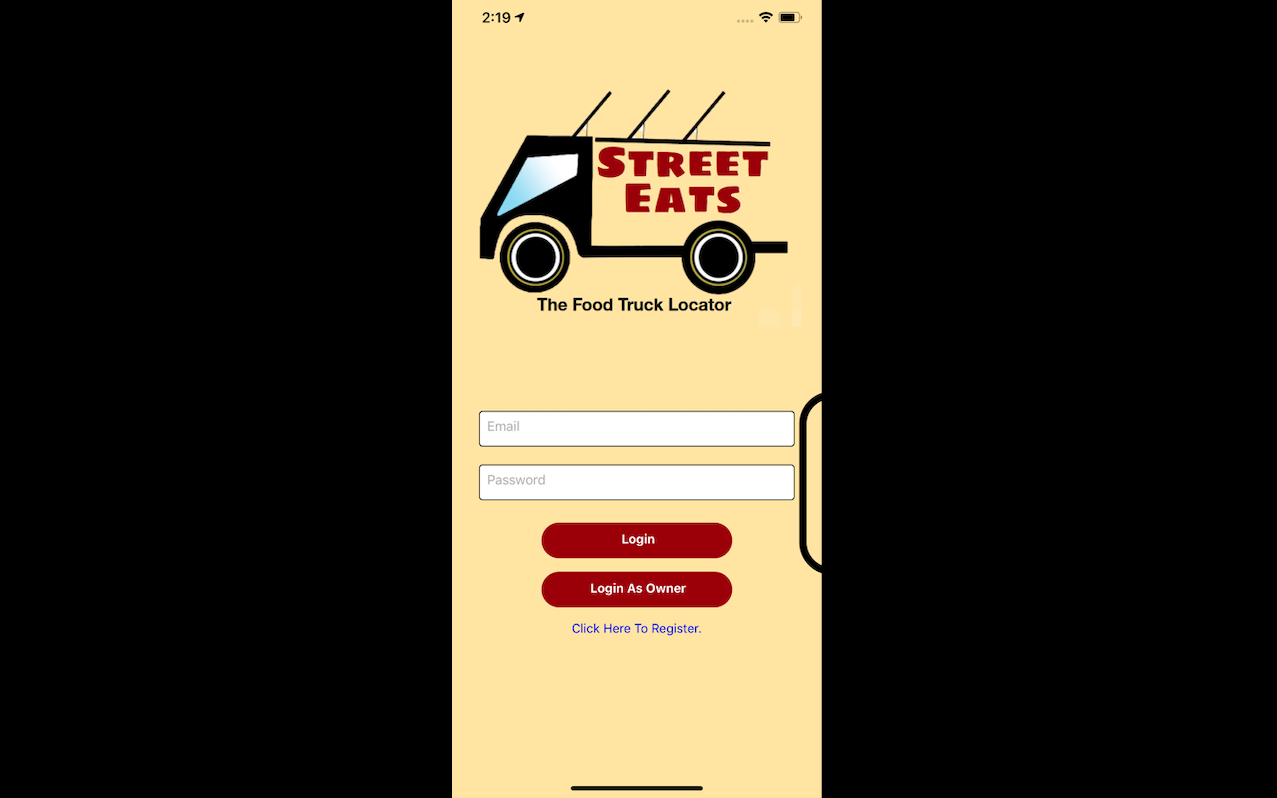 2:19
STREET
EATS
The Food Truck Locator
Email
Password
Login
Login As Owner
Click Here To Register.